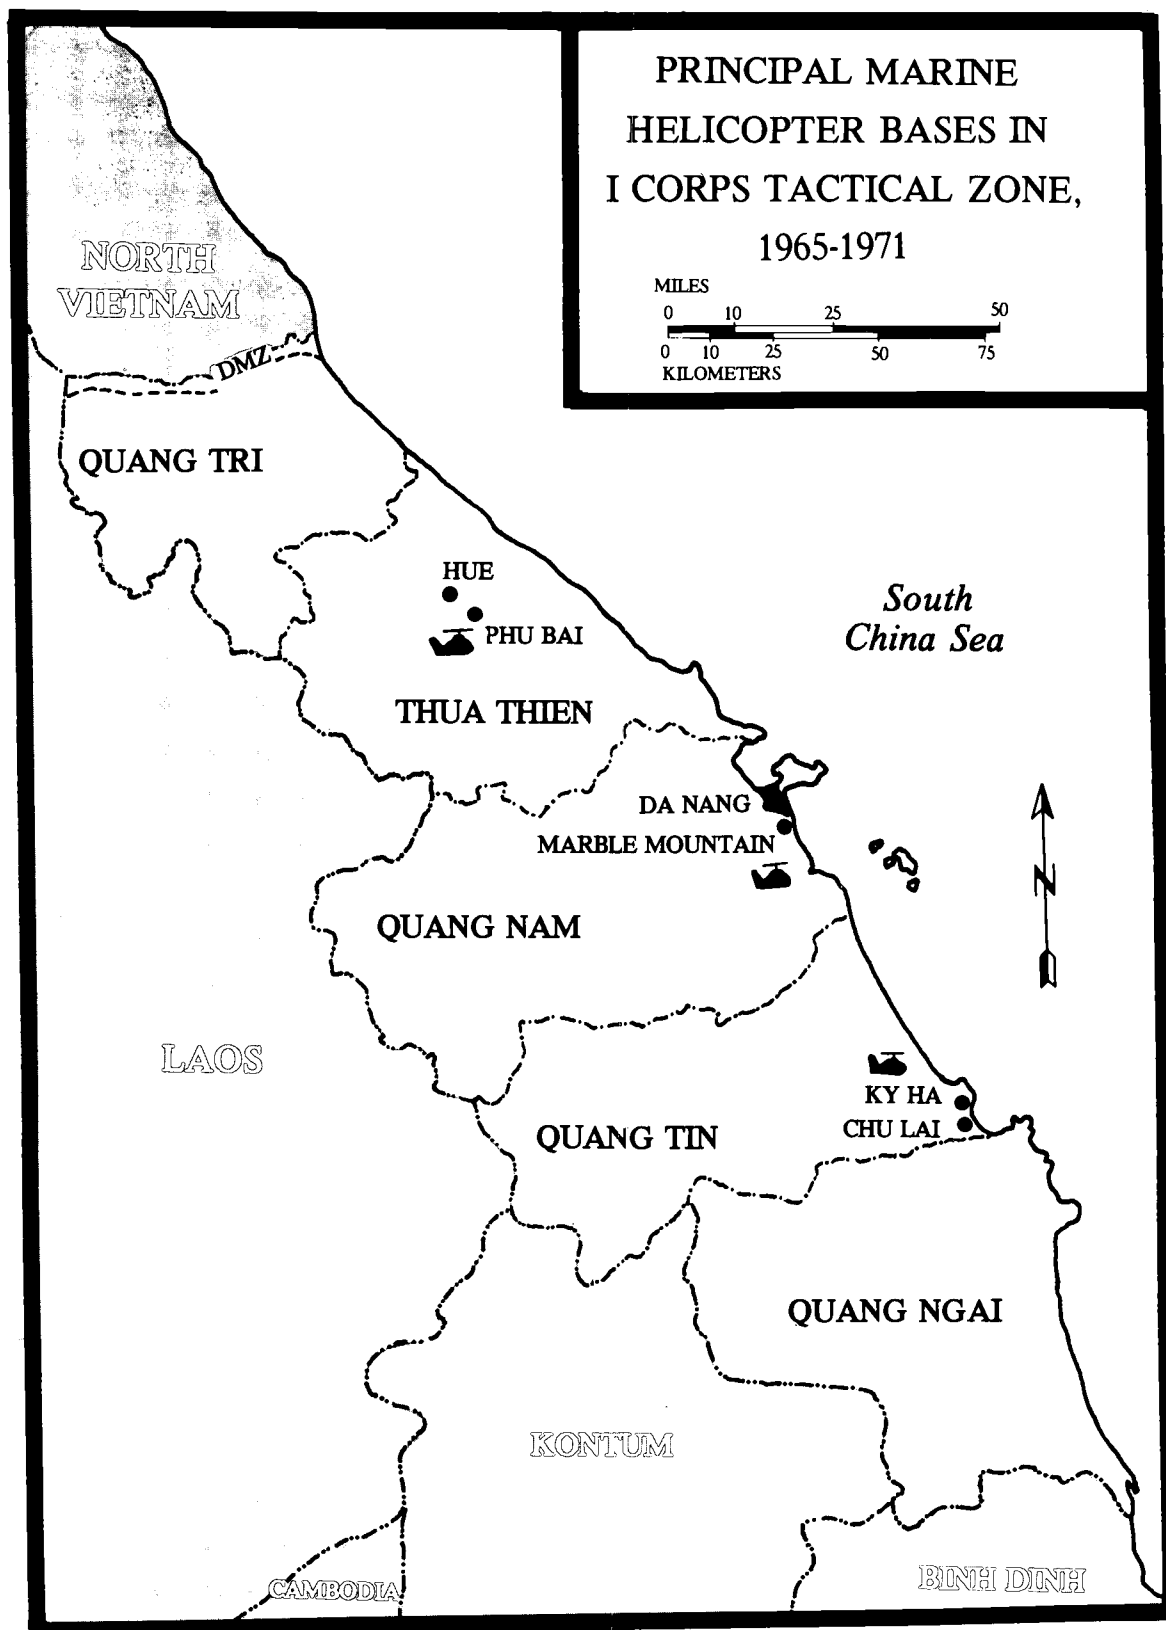 PRINCIPAL MARINE
HELICOPTER BASES IN
I CORPS TACTICAL ZONE,
1965-1971
MILES
0 10 25 50
0 10 25 50 75
KILOMETERS
NORTH
VIETNAM
DMZ
QUANG TRI
HUE
PHU BAI
South
China Sea
THUA THIEN
DA NANG
MARBLE MOUNTAIN
N
QUANG NAM
LAOS
KY HA
CHU LAI
QUANG TIN
QUANG NGAI
KONTUM
CAMBODIA
BINH DINH